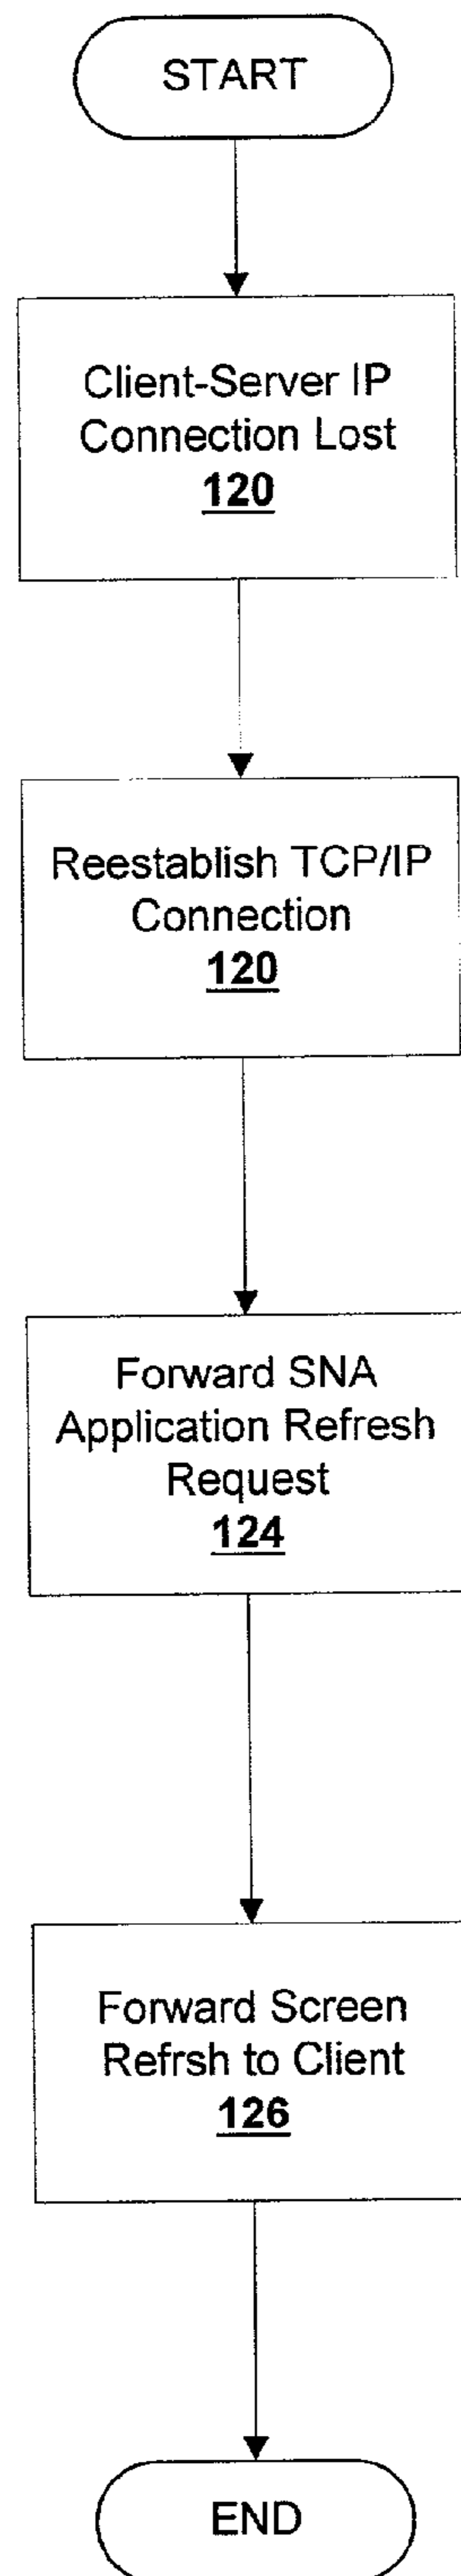 START
Client-Server IP
Connection Lost
120
Reestablish TCP/IP
Connection
120
Forward SNA
Application Refresh
Request
124
Forward Screen
Refrsh to Client
126
END